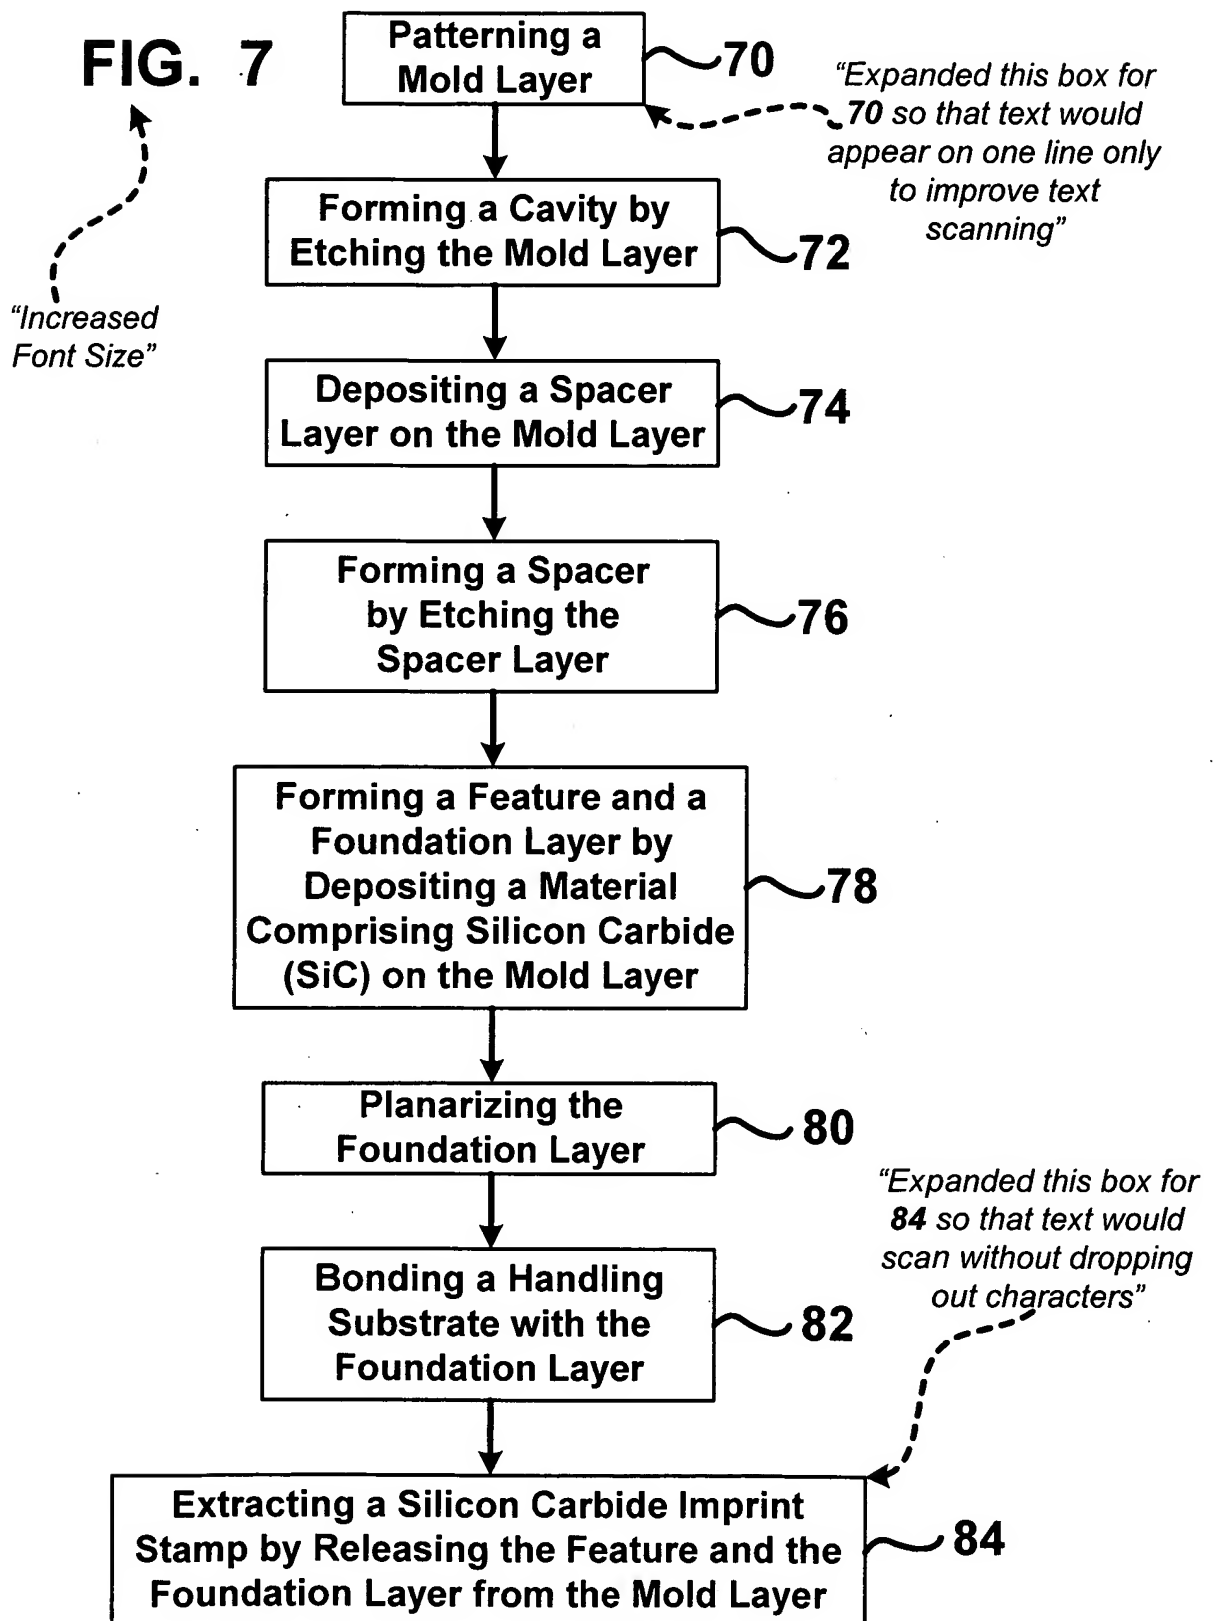 FIG. 7
Patterning a
Mold Layer
70
“Expanded this box for
70 so that text would
appear on one line only
to improve text
scanning”
Forming a Cavity by
Etching the Mold Layer
72
“Increased
Font Size”
Depositing a Spacer
Layer on the Mold Layer
74
Forming a Spacer
by Etching the
Spacer Layer
76
Forming a Feature and a
Foundation Layer by
Depositing a Material
Comprising Silicon Carbide
(SiC) on the Mold Layer
78
Planarizing the
Foundation Layer
80
“Expanded this box for
84 so that text would
scan without dropping
out characters”
Bonding a Handling
Substrate with the
Foundation Layer
82
Extracting a Silicon Carbide Imprint
Stamp by Releasing the Feature and the
Foundation Layer from the Mold Layer
84